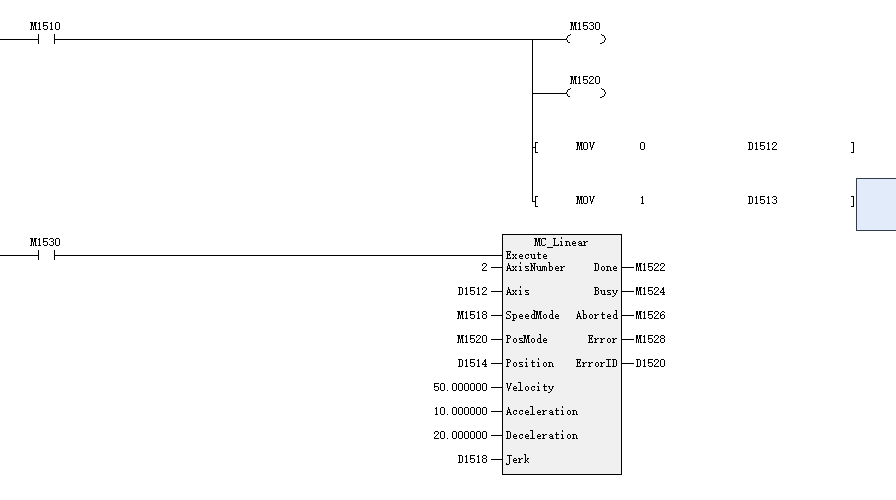 M1510 M1530
M1520
[ MOV 0 D1512 ]
[ MOV 1 D1513 ]
M1530 MC_Linear
Execute
2 AxisNumber Done M1522
D1512 Axis Busy M1524
M1518 SpeedMode Aborted M1526
M1520 PosMode Error M1528
D1514 Position ErrorID D1520
50.000000 Velocity
10.000000 Acceleration
20.000000 Deceleration
D1518 Jerk